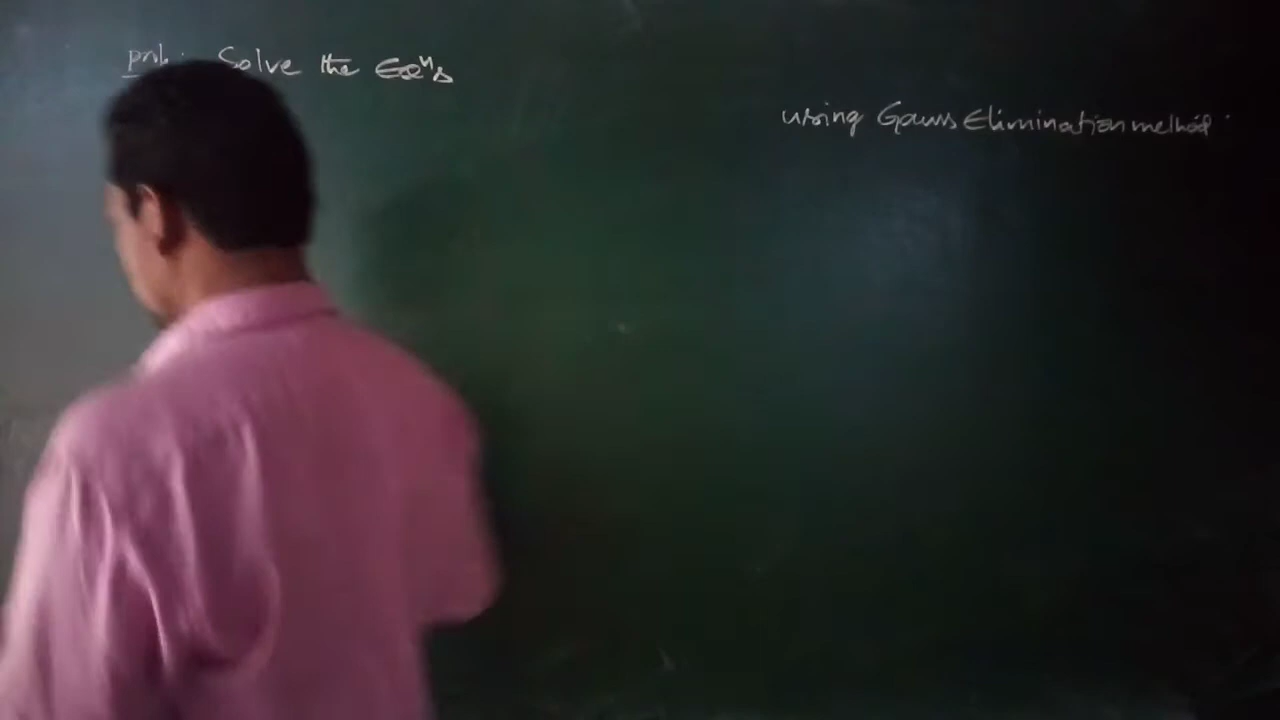 prob. Solve the Eqⁿs
using Gauss Elimination method.